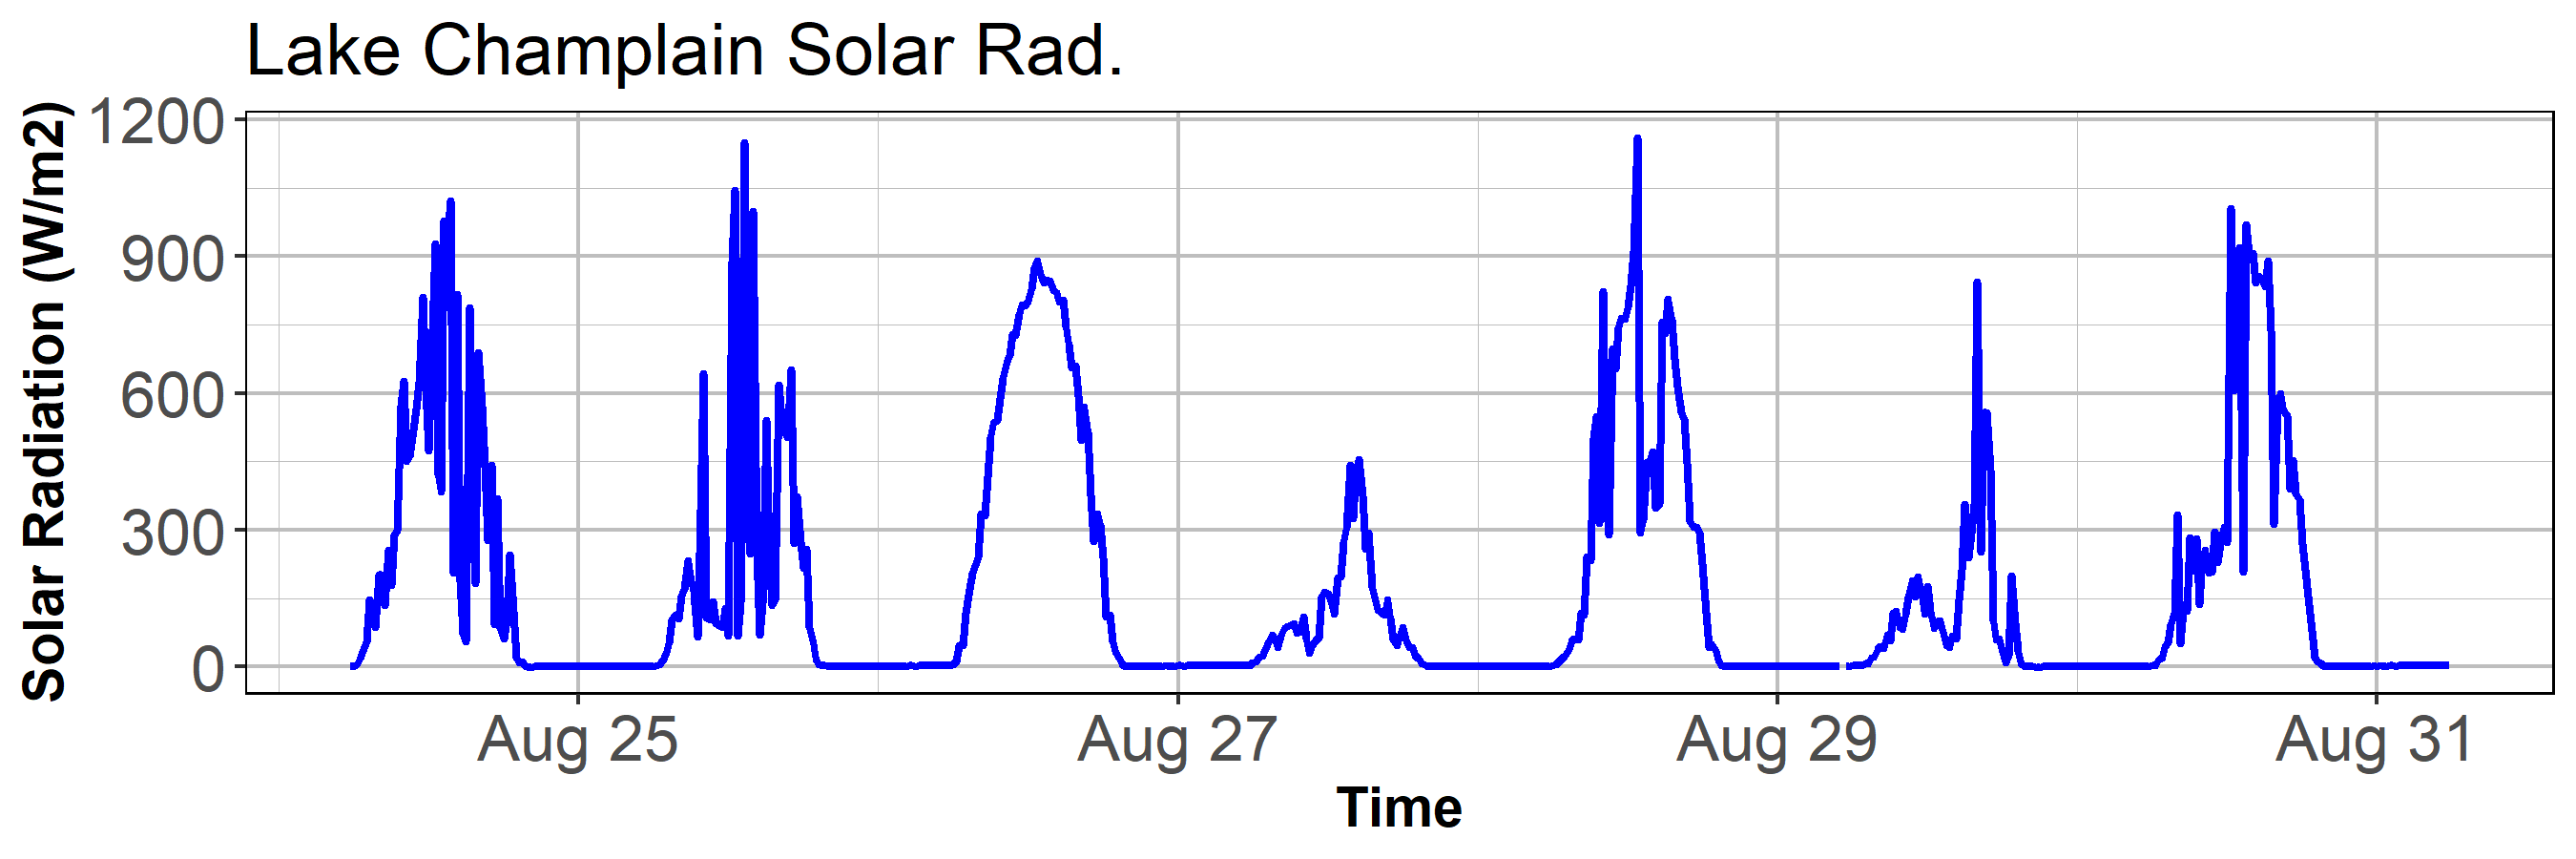 Lake Champlain Solar Rad.
Solar Radiation (W/m2)
1200
900
600
300
0
Aug 25 Aug 27 Aug 29 Aug 31
Time